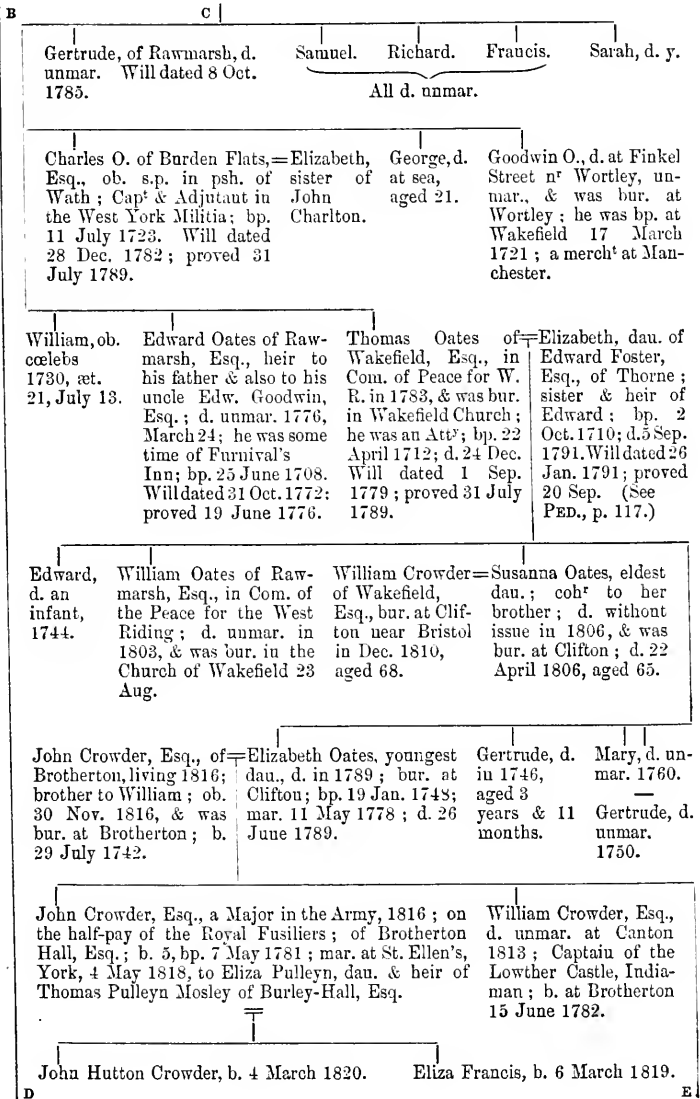 B
C
Gertrude, of Rawmarsh, d.
unmar. Will dated 8 Oct.
1785.
Samuel. Richard. Francis.
All d. unmar.
Sarah, d. y.
Charles O. of Burden Flats,=
Esq., ob. s.p. in psh. of
Wath ; Capᵗ & Adjutant in
the West York Militia; bp.
11 July 1723. Will dated
28 Dec. 1782 ; proved 31
July 1789.
Elizabeth,
sister of
John
Charlton.
George, d.
at sea,
aged 21.
Goodwin O., d. at Finkel
Street nʳ Wortley, un-
mar., & was bur. at
Wortley ; he was bp. at
Wakefield 17 March
1721 ; a merchᵗ at Man-
chester.
William, ob.
cœlebs
1730, æt.
21, July 13.
Edward Oates of Raw-
marsh, Esq., heir to
his father & also to his
uncle Edw. Goodwin,
Esq. ; d. unmar. 1776,
March 24; he was some
time of Furnival's
Inn; bp. 25 June 1708.
Will dated 31 Oct. 1772:
proved 19 June 1776.
Thomas Oates of=
Wakefield, Esq., in
Com. of Peace for W.
R. in 1783, & was bur.
in Wakefield Church ;
he was an Attʸ; bp. 22
April 1712; d. 24 Dec.
Will dated 1 Sep.
1779 ; proved 31 July
1789.
Elizabeth, dau. of
Edward Foster,
Esq., of Thorne ;
sister & heir of
Edward ; bp. 2
Oct. 1710; d. 5 Sep.
1791. Will dated 26
Jan. 1791; proved
20 Sep. (See
PED., p. 117.)
Edward,
d. an
infant,
1744.
William Oates of Raw-
marsh, Esq., in Com. of
the Peace for the West
Riding ; d. unmar. in
1803, & was bur. in the
Church of Wakefield 23
Aug.
William Crowder=
of Wakefield,
Esq., bur. at Clif-
ton near Bristol
in Dec. 1810,
aged 68.
Susanna Oates, eldest
dau. ; cohʳ to her
brother ; d. without
issue in 1806, & was
bur. at Clifton ; d. 22
April 1806, aged 65.
John Crowder, Esq., of=
Brotherton, living 1816;
brother to William ; ob.
30 Nov. 1816, & was
bur. at Brotherton ; b.
29 July 1742.
Elizabeth Oates, youngest
dau., d. in 1789 ; bur. at
Clifton; bp. 19 Jan. 1748;
mar. 11 May 1778 ; d. 26
June 1789.
Gertrude, d.
in 1746,
aged 3
years & 11
months.
Mary, d. un-
mar. 1760.
—
Gertrude, d.
unmar.
1750.
John Crowder, Esq., a Major in the Army, 1816 ; on
the half-pay of the Royal Fusiliers ; of Brotherton
Hall, Esq. ; b. 5, bp. 7 May 1781 ; mar. at St. Ellen's,
York, 4 May 1818, to Eliza Pulleyn, dau. & heir of
Thomas Pulleyn Mosley of Burley-Hall, Esq.
William Crowder, Esq.,
d. unmar. at Canton
1813 ; Captain of the
Lowther Castle, India-
man ; b. at Brotherton
15 June 1782.
John Hutton Crowder, b. 4 March 1820.
Eliza Francis, b. 6 March 1819.
D
E